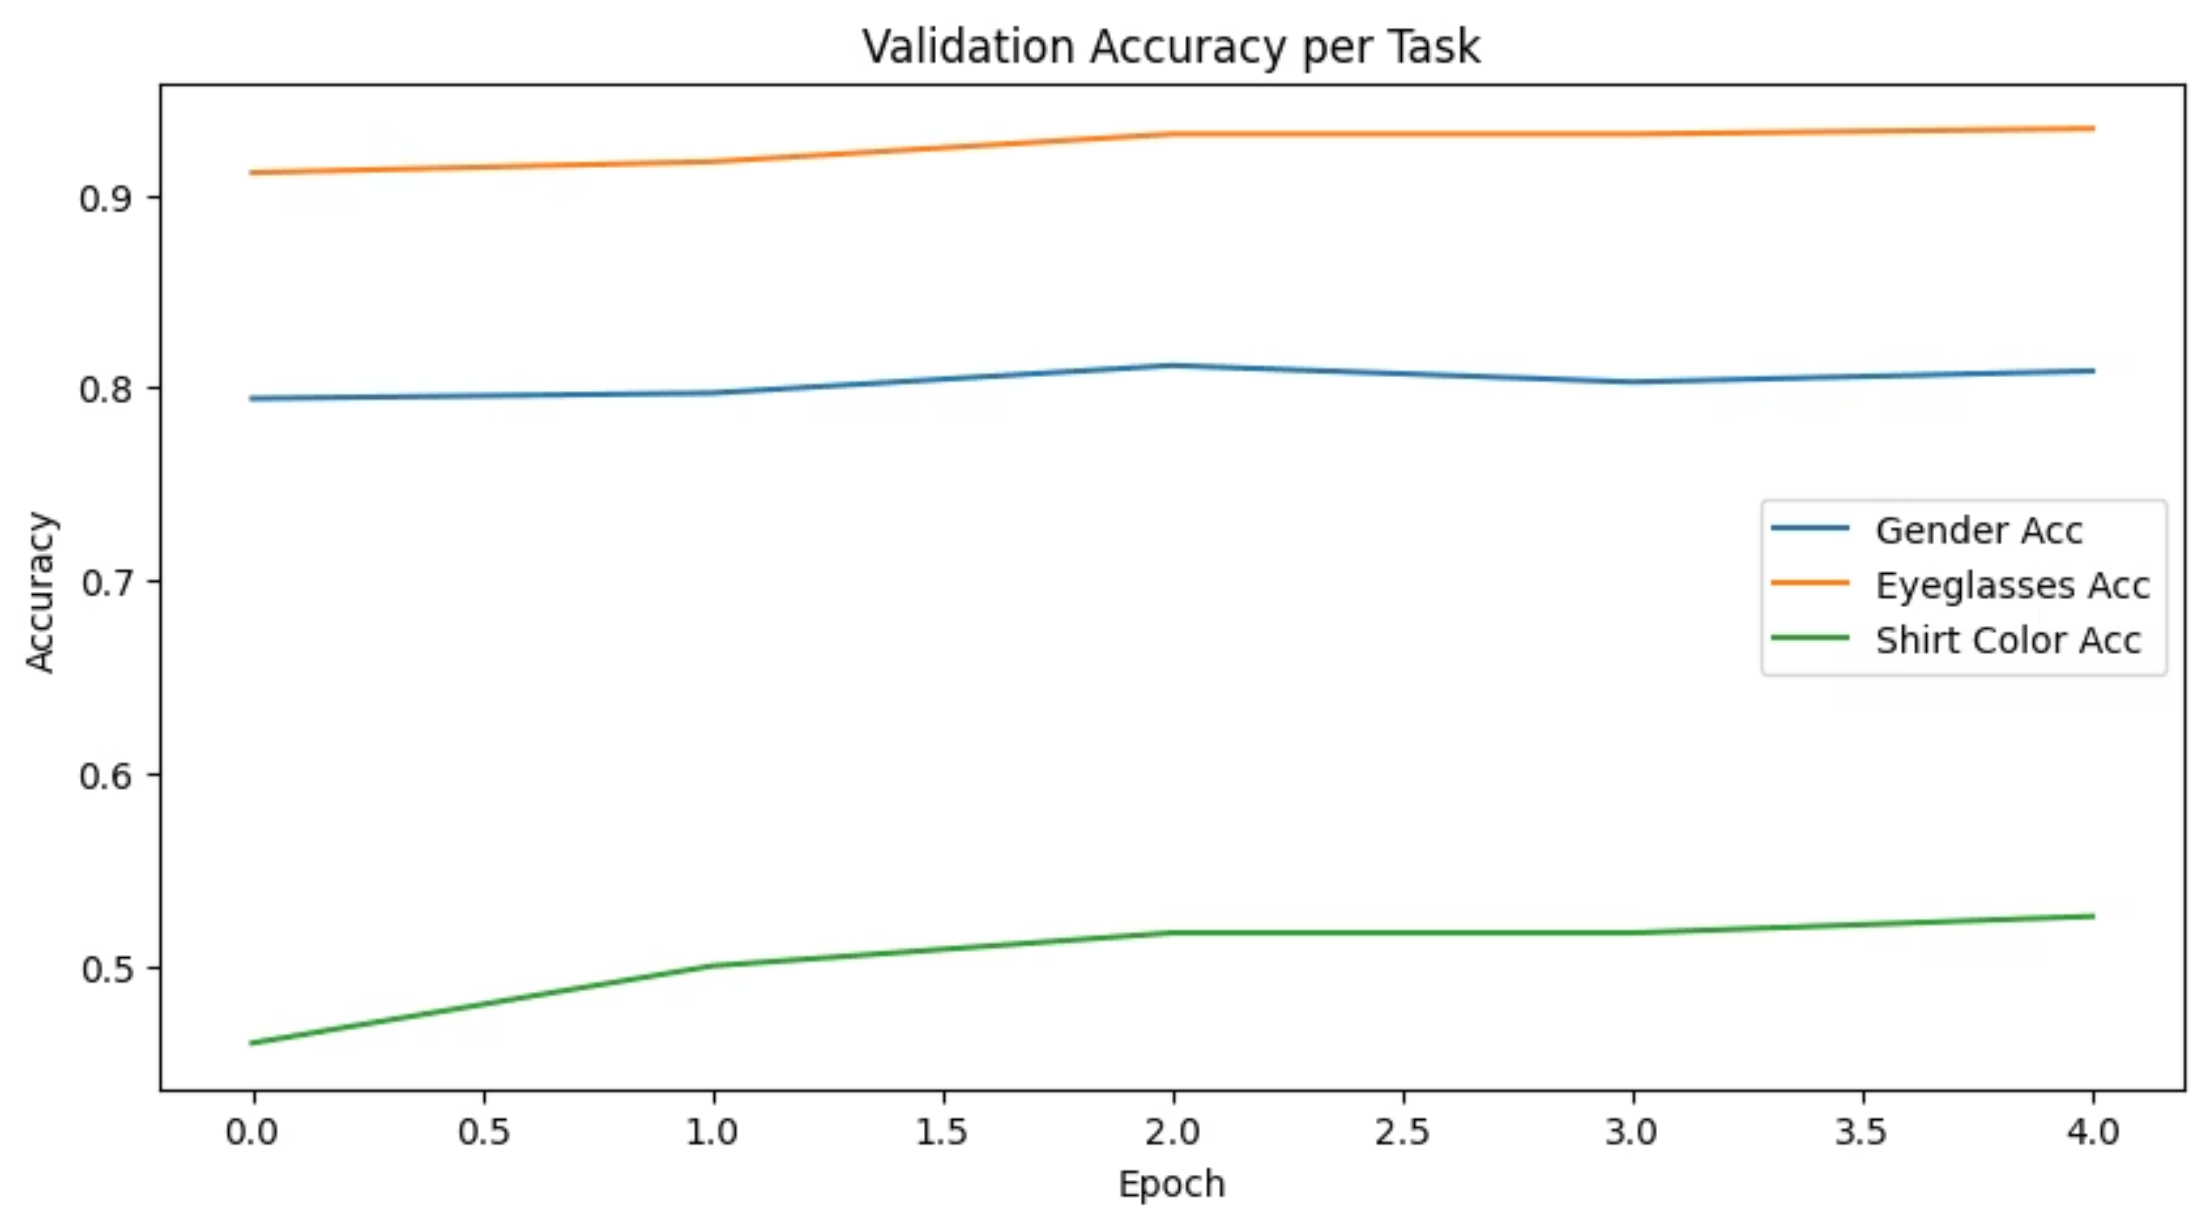 Validation Accuracy per Task
Accuracy
0.9
0.8
0.7
0.6
0.5
Gender Acc
Eyeglasses Acc
Shirt Color Acc
0.0 0.5 1.0 1.5 2.0 2.5 3.0 3.5 4.0
Epoch